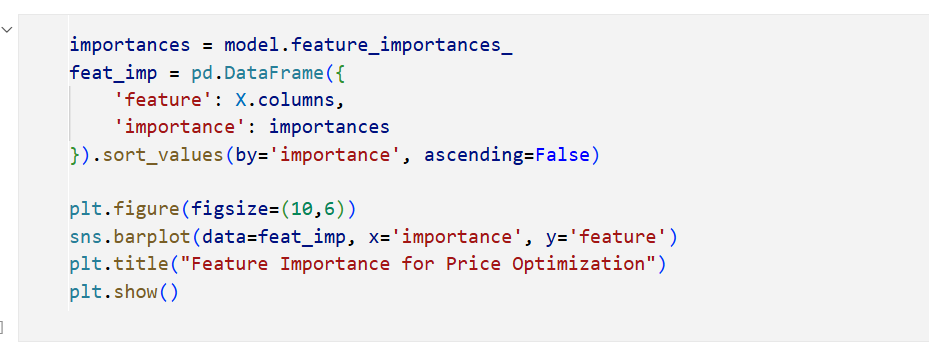 importances = model.feature_importances_
feat_imp = pd.DataFrame({
    'feature': X.columns,
    'importance': importances
}).sort_values(by='importance', ascending=False)

plt.figure(figsize=(10,6))
sns.barplot(data=feat_imp, x='importance', y='feature')
plt.title("Feature Importance for Price Optimization")
plt.show()
]